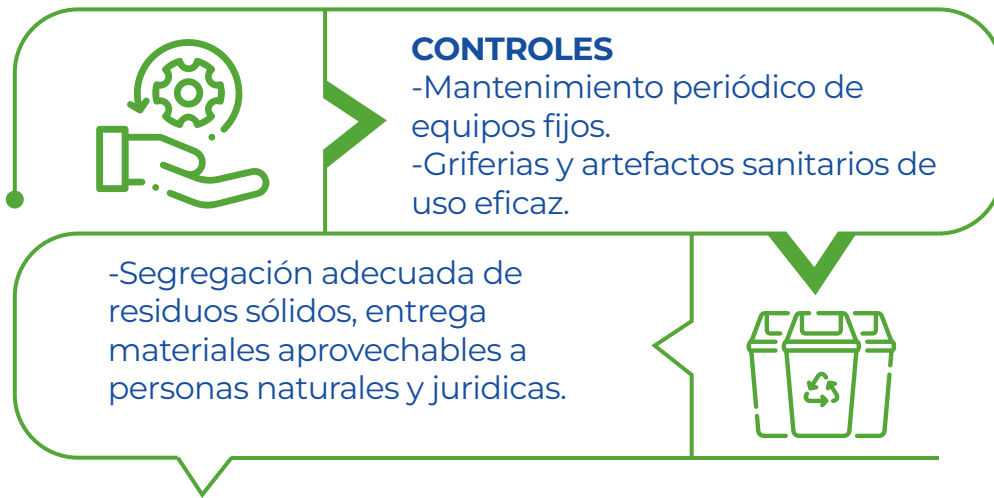 CONTROLES
-Mantenimiento periódico de
equipos fijos.
-Griferias y artefactos sanitarios de
uso eficaz.
-Segregación adecuada de
residuos sólidos, entrega
materiales aprovechables a
personas naturales y juridicas.